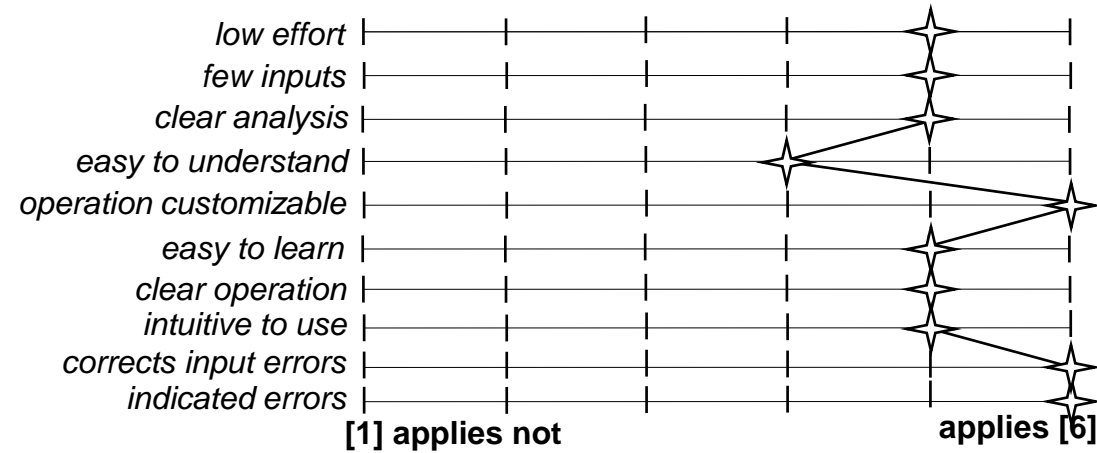 low effort
few inputs
clear analysis
easy to understand
operation customizable
easy to learn
clear operation
intuitive to use
corrects input errors
indicated errors
[1] applies not
applies [6]